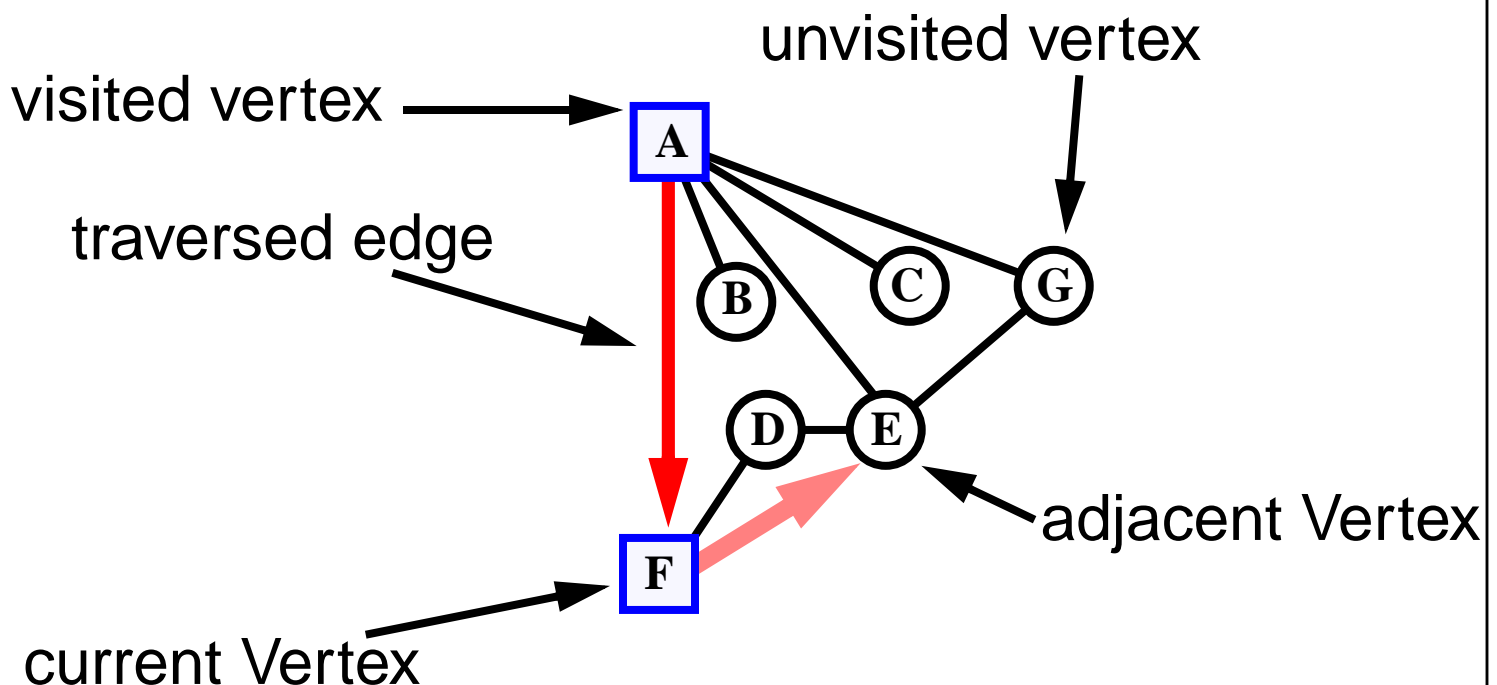 unvisited vertex
visited vertex
A
traversed edge
B
C
G
D
E
adjacent Vertex
F
current Vertex